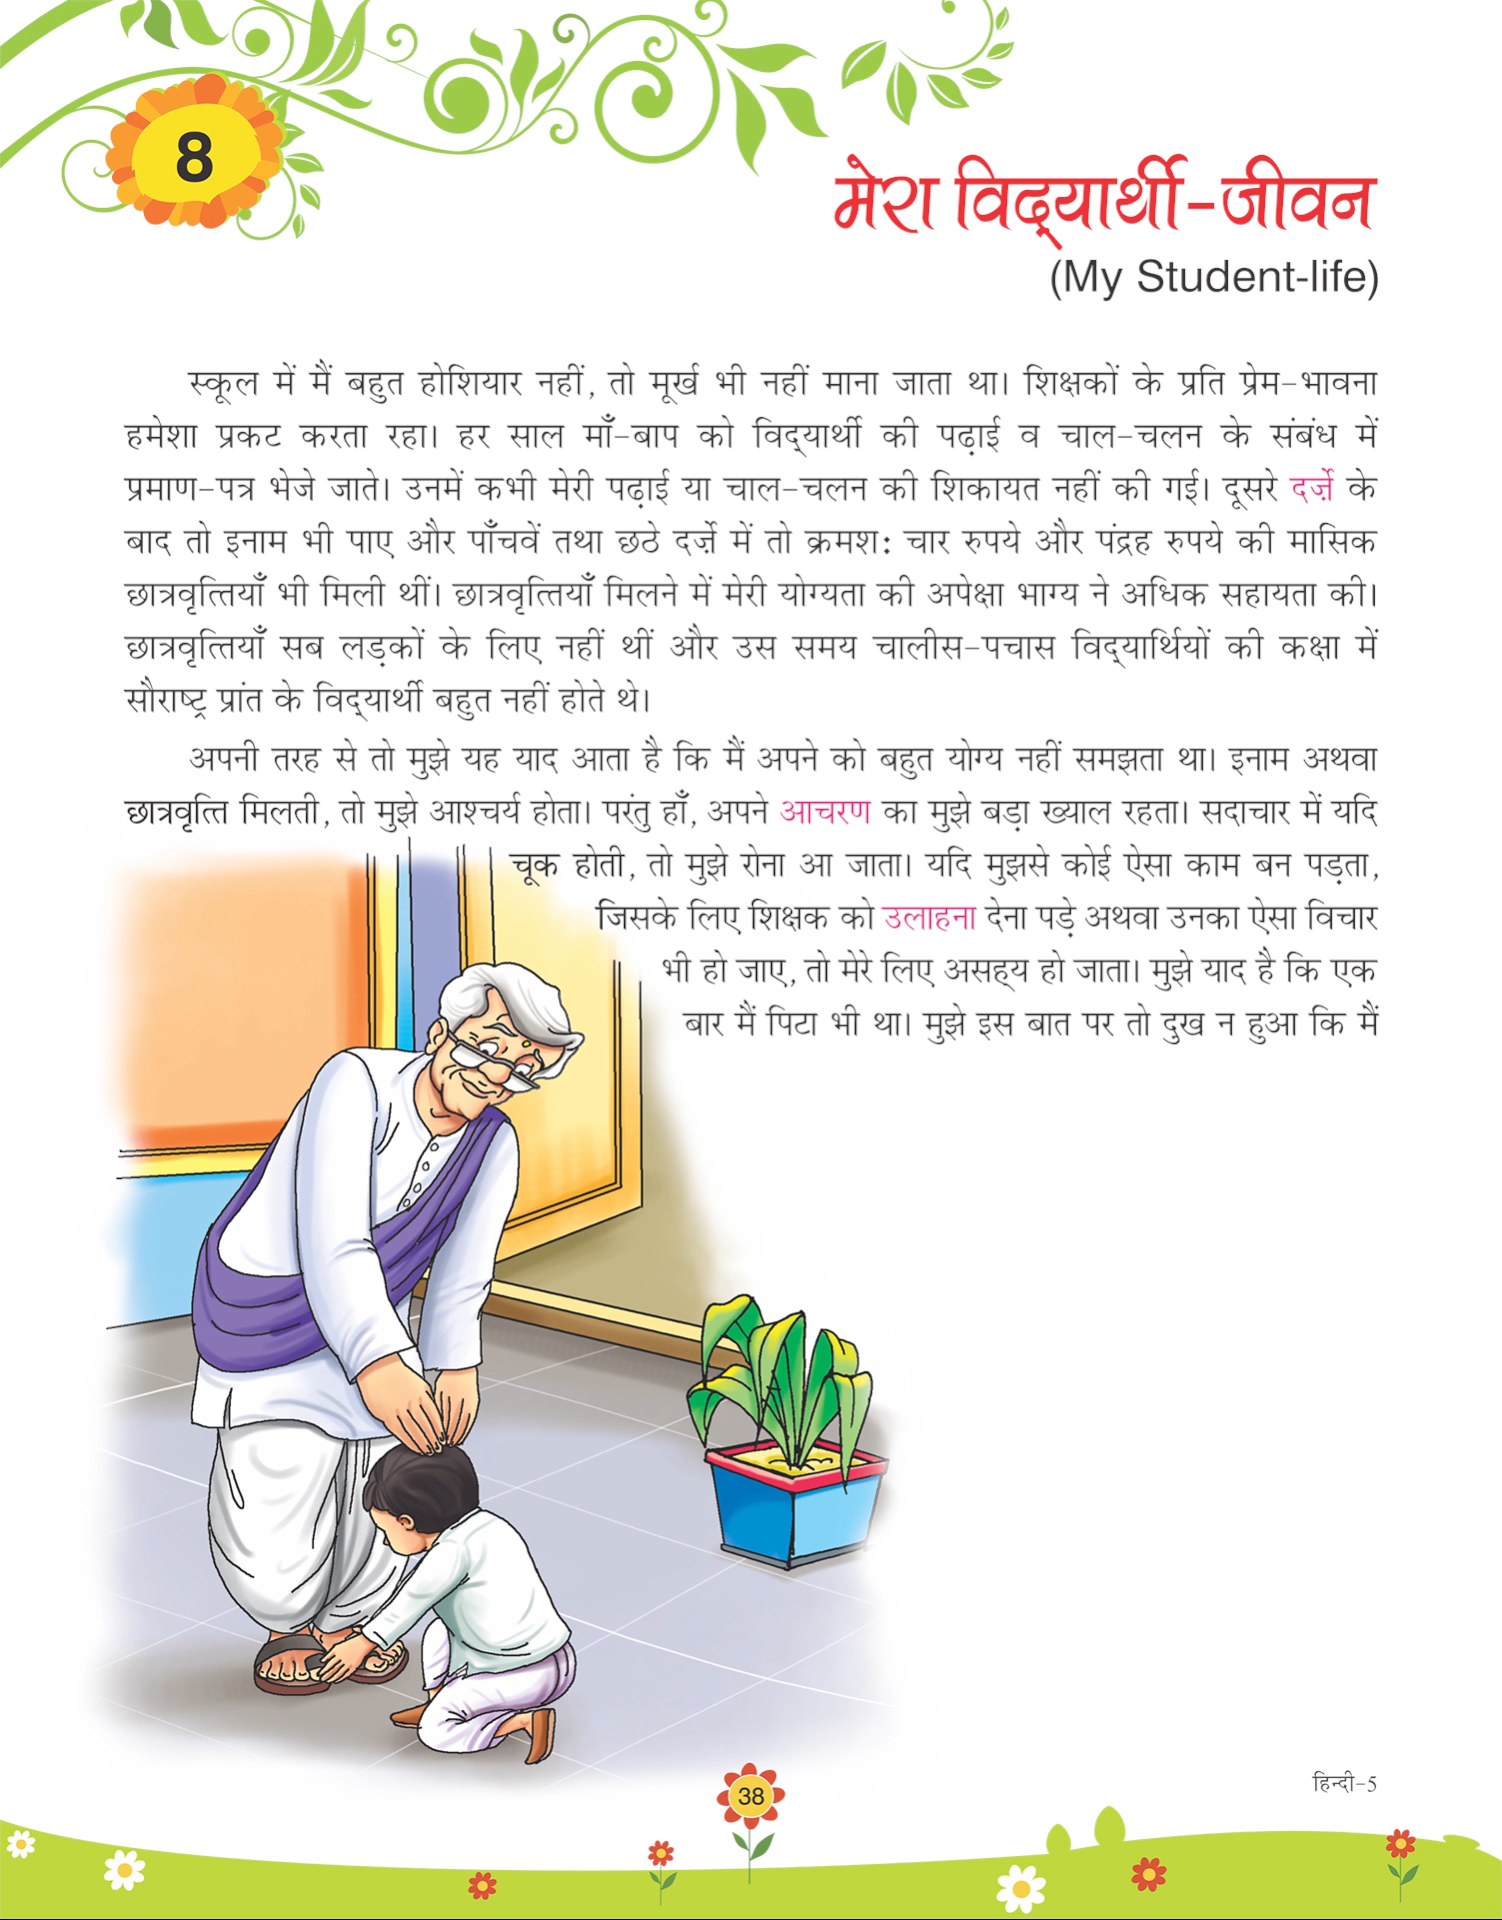 8
मेरा विद्यार्थी-जीवन
(My Student-life)
स्कूल में मैं बहुत होशियार नहीं, तो मूर्ख भी नहीं माना जाता था। शिक्षकों के प्रति प्रेम-भावना
हमेशा प्रकट करता रहा। हर साल माँ-बाप को विद्यार्थी की पढ़ाई व चाल-चलन के संबंध में
प्रमाण-पत्र भेजे जाते। उनमें कभी मेरी पढ़ाई या चाल-चलन की शिकायत नहीं की गई। दूसरे दर्ज़े के
बाद तो इनाम भी पाए और पाँचवें तथा छठे दर्ज़े में तो क्रमश: चार रुपये और पंद्रह रुपये की मासिक
छात्रवृत्तियाँ भी मिली थीं। छात्रवृत्तियाँ मिलने में मेरी योग्यता की अपेक्षा भाग्य ने अधिक सहायता की।
छात्रवृत्तियाँ सब लड़कों के लिए नहीं थीं और उस समय चालीस-पचास विद्यार्थियों की कक्षा में
सौराष्ट्र प्रांत के विद्यार्थी बहुत नहीं होते थे।
अपनी तरह से तो मुझे यह याद आता है कि मैं अपने को बहुत योग्य नहीं समझता था। इनाम अथवा
छात्रवृत्ति मिलती, तो मुझे आश्चर्य होता। परंतु हाँ, अपने आचरण का मुझे बड़ा ख्याल रहता। सदाचार में यदि
चूक होती, तो मुझे रोना आ जाता। यदि मुझसे कोई ऐसा काम बन पड़ता,
जिसके लिए शिक्षक को उलाहना देना पड़े अथवा उनका ऐसा विचार
भी हो जाए, तो मेरे लिए असह्य हो जाता। मुझे याद है कि एक
बार मैं पिटा भी था। मुझे इस बात पर तो दुख न हुआ कि मैं
हिन्दी-5
38